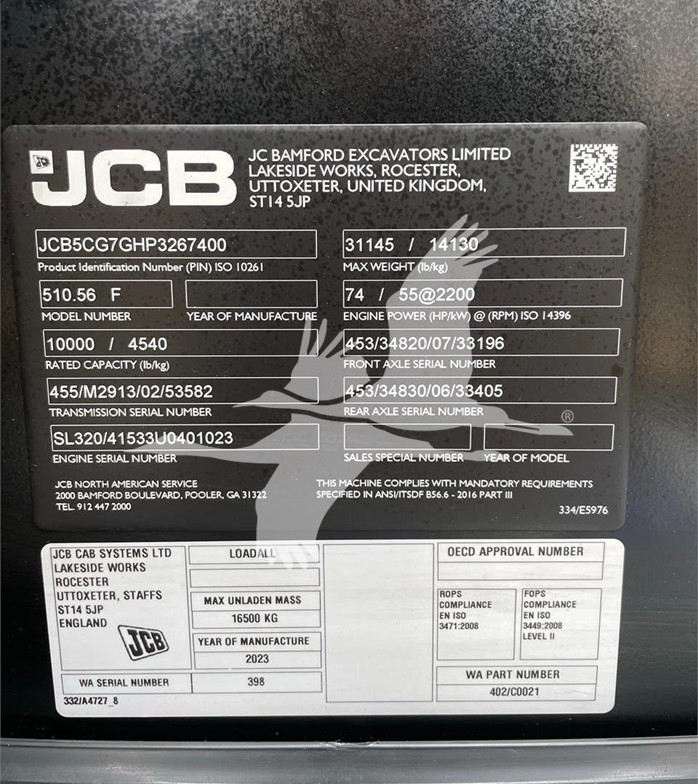 JCB
JC BAMFORD EXCAVATORS LIMITED
LAKESIDE WORKS, ROCESTER,
UTTOXETER, UNITED KINGDOM,
ST14 5JP
JCB5CG7GHP3267400
Product Identification Number (PIN) ISO 10261
31145 / 14130
MAX WEIGHT (lb/kg)
510.56 F
MODEL NUMBER
YEAR OF MANUFACTURE
74 / 55@2200
ENGINE POWER (HP/kW) @ (RPM) ISO 14396
10000 / 4540
RATED CAPACITY (lb/kg)
453/34820/07/33196
FRONT AXLE SERIAL NUMBER
455/M2913/02/53582
TRANSMISSION SERIAL NUMBER
453/34830/06/33405
REAR AXLE SERIAL NUMBER
SL320/41533U0401023
ENGINE SERIAL NUMBER
SALES SPECIAL NUMBER
YEAR OF MODEL
®
JCB NORTH AMERICAN SERVICE
2000 BAMFORD BOULEVARD, POOLER, GA 31322
TEL. 912 447 2000
THIS MACHINE COMPLIES WITH MANDATORY REQUIREMENTS
SPECIFIED IN ANSI/ITSDF B56.6 - 2016 PART III
334/E5976
JCB CAB SYSTEMS LTD
LAKESIDE WORKS
ROCESTER
UTTOXETER, STAFFS
ST14 5JP
ENGLAND
JCB
WA SERIAL NUMBER
398
332/A4727_8
LOADALL
MAX UNLADEN MASS
16500 KG
YEAR OF MANUFACTURE
2023
OECD APPROVAL NUMBER
ROPS
COMPLIANCE
EN ISO
3471:2008
FOPS
COMPLIANCE
EN ISO
3449:2008
LEVEL II
WA PART NUMBER
402/C0021